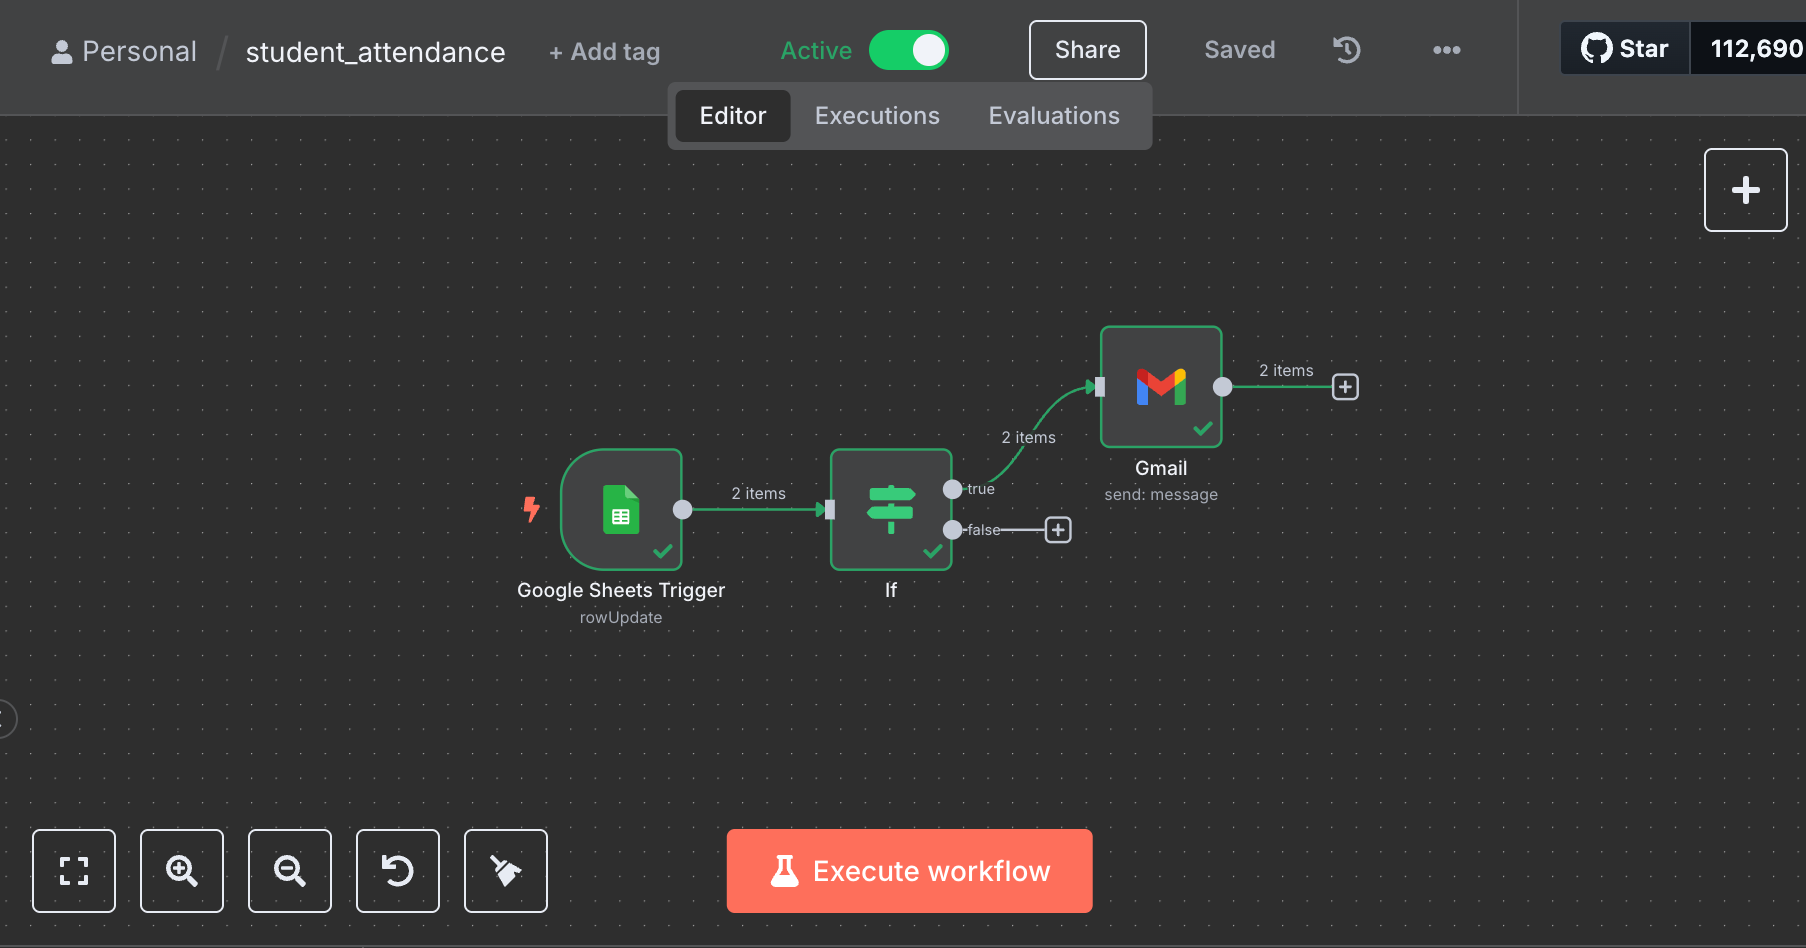 Personal / student_attendance + Add tag Active Share Saved Star 112,690
Editor Executions Evaluations
2 items
2 items
Gmail
send: message
2 items
true
false
Google Sheets Trigger
rowUpdate
If
Execute workflow